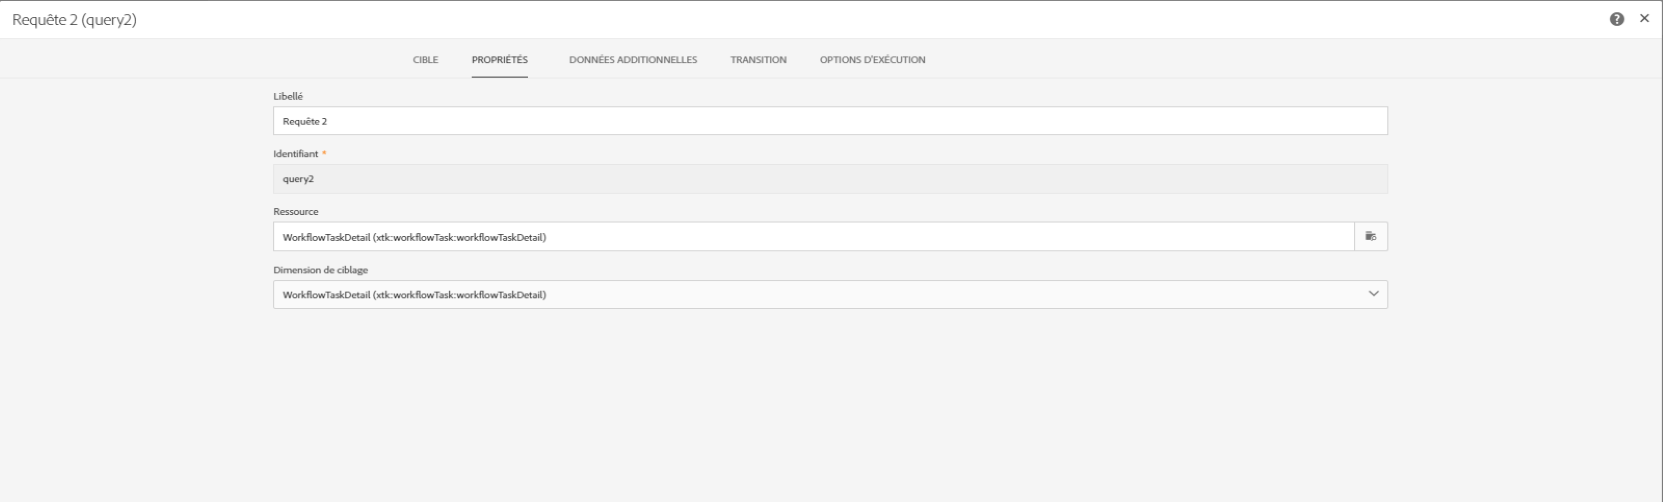 Requête 2 (query2)
CIBLE PROPRIÉTÉS DONNÉES ADDITIONNELLES TRANSITION OPTIONS D'EXÉCUTION
Libellé
Requête 2
Identifiant *
query2
Ressource
WorkflowTaskDetail (xtk:workflowTask:workflowTaskDetail)
Dimension de ciblage
WorkflowTaskDetail (xtk:workflowTask:workflowTaskDetail)